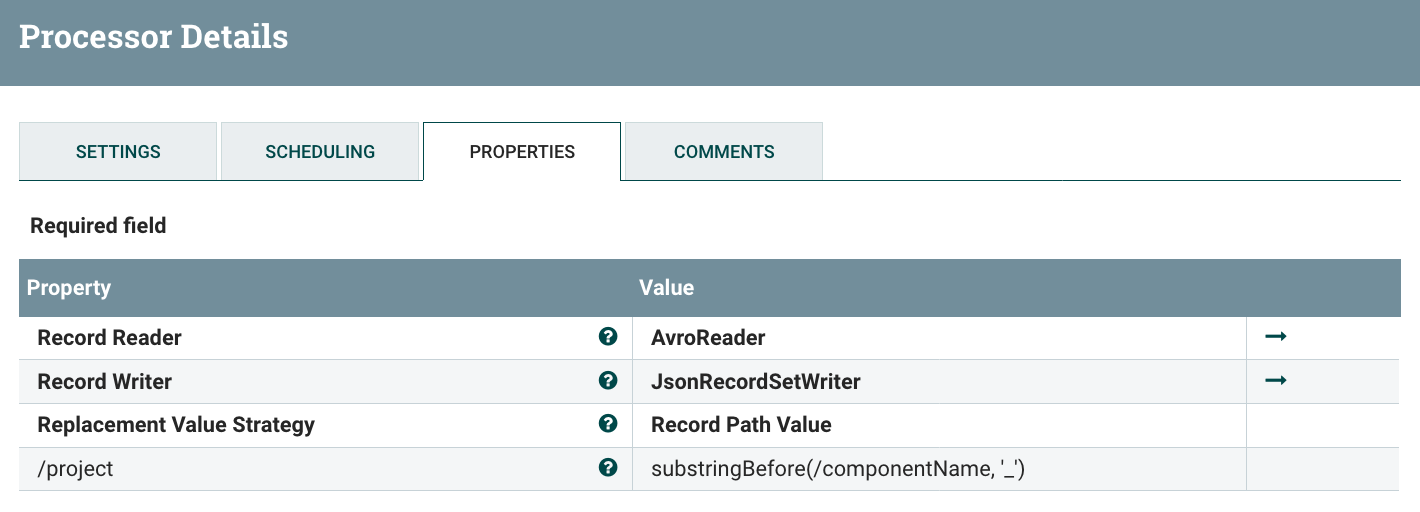 Processor Details
SETTINGS SCHEDULING PROPERTIES COMMENTS
Required field
Property Value
Record Reader ? AvroReader
Record Writer ? JsonRecordSetWriter
Replacement Value Strategy ? Record Path Value
/project ? substringBefore(/componentName, '_')